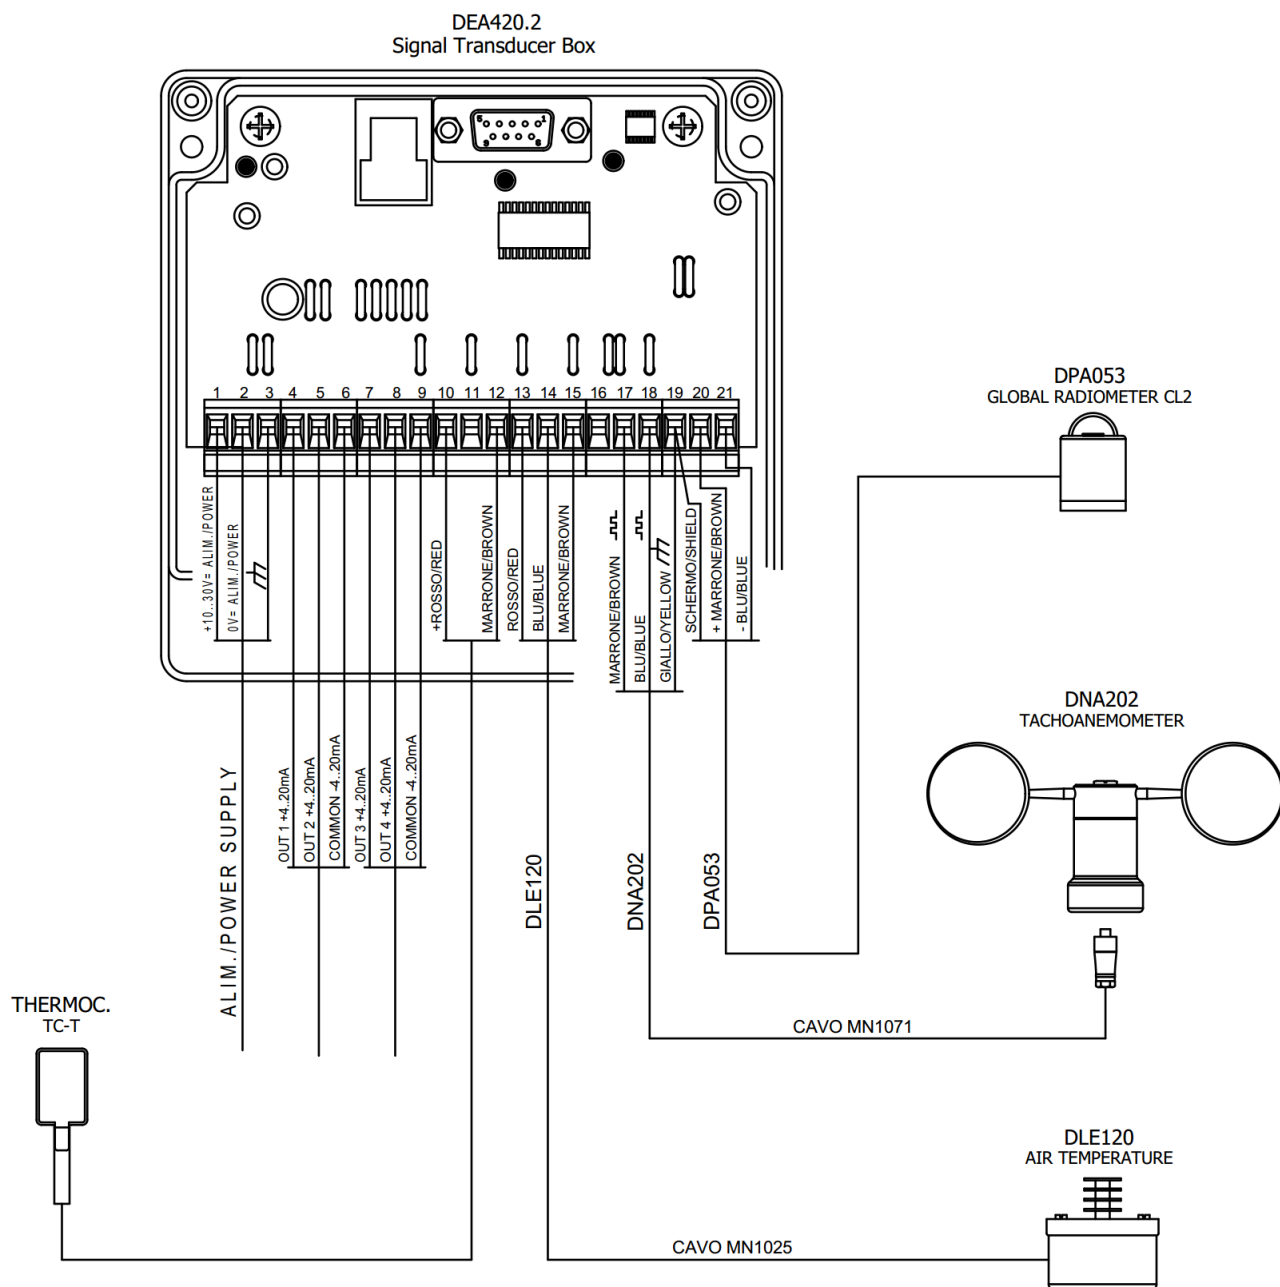 DEA420.2
Signal Transducer Box
5
1
9
6
1 2 3 4 5 6 7 8 9 10 11 12 13 14 15 16 17 18 19 20 21
+10..30V= ALIM./POWER
0V= ALIM./POWER
+ROSSO/RED
MARRONE/BROWN
ROSSO/RED
BLU/BLUE
MARRONE/BROWN
MARRONE/BROWN
BLU/BLUE
GIALLO/YELLOW
SCHERMO/SHIELD
+ MARRONE/BROWN
- BLU/BLUE
DPA053
GLOBAL RADIOMETER CL2
DNA202
TACHOANEMOMETER
ALIM./POWER SUPPLY
OUT 1 +4..20mA
OUT 2 +4..20mA
COMMON -4..20mA
OUT 3 +4..20mA
OUT 4 +4..20mA
COMMON -4..20mA
DLE120
DNA202
DPA053
THERMOC.
TC-T
CAVO MN1071
DLE120
AIR TEMPERATURE
CAVO MN1025